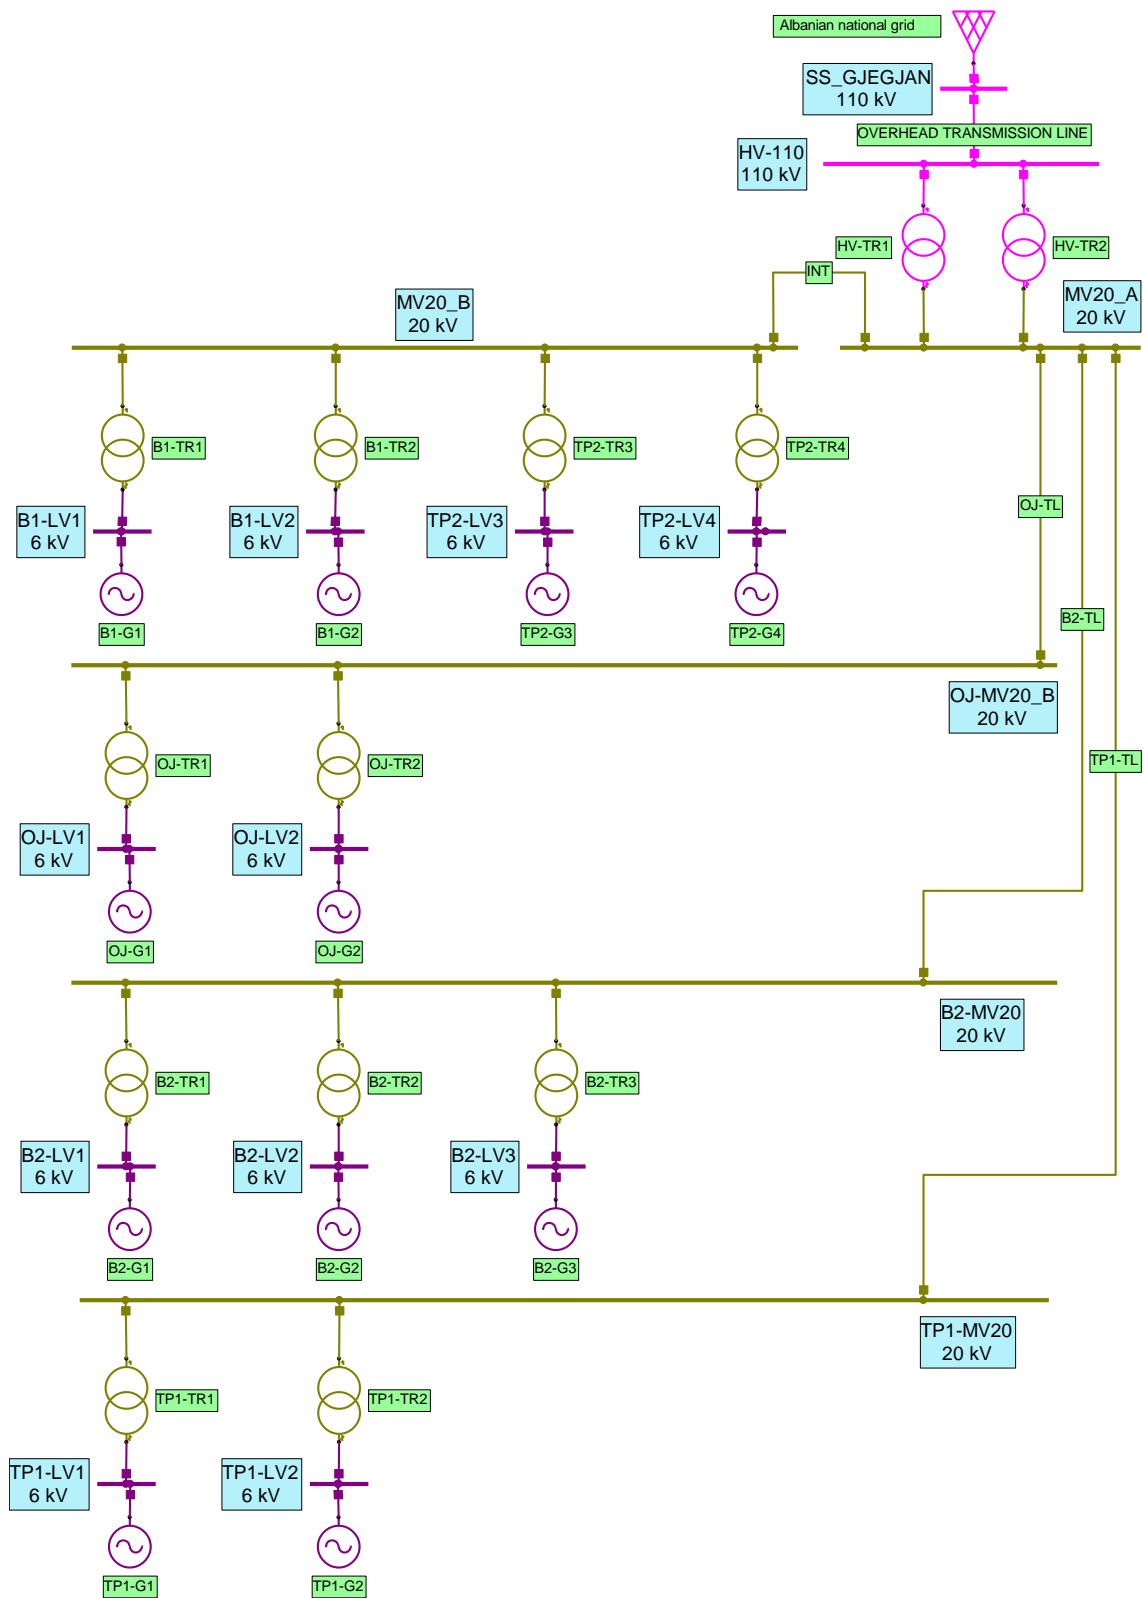 Albanian national grid
SS_GJEGJAN
110 kV
OVERHEAD TRANSMISSION LINE
HV-110
110 kV
HV-TR1
HV-TR2
INT
MV20_B
20 kV
MV20_A
20 kV
B1-TR1
B1-TR2
TP2-TR3
TP2-TR4
B1-LV1
6 kV
B1-LV2
6 kV
TP2-LV3
6 kV
TP2-LV4
6 kV
OJ-TL
B2-TL
TP1-TL
B1-G1
B1-G2
TP2-G3
TP2-G4
OJ-MV20_B
20 kV
OJ-TR1
OJ-TR2
OJ-LV1
6 kV
OJ-LV2
6 kV
OJ-G1
OJ-G2
B2-MV20
20 kV
B2-TR1
B2-TR2
B2-TR3
B2-LV1
6 kV
B2-LV2
6 kV
B2-LV3
6 kV
B2-G1
B2-G2
B2-G3
TP1-MV20
20 kV
TP1-TR1
TP1-TR2
TP1-LV1
6 kV
TP1-LV2
6 kV
TP1-G1
TP1-G2